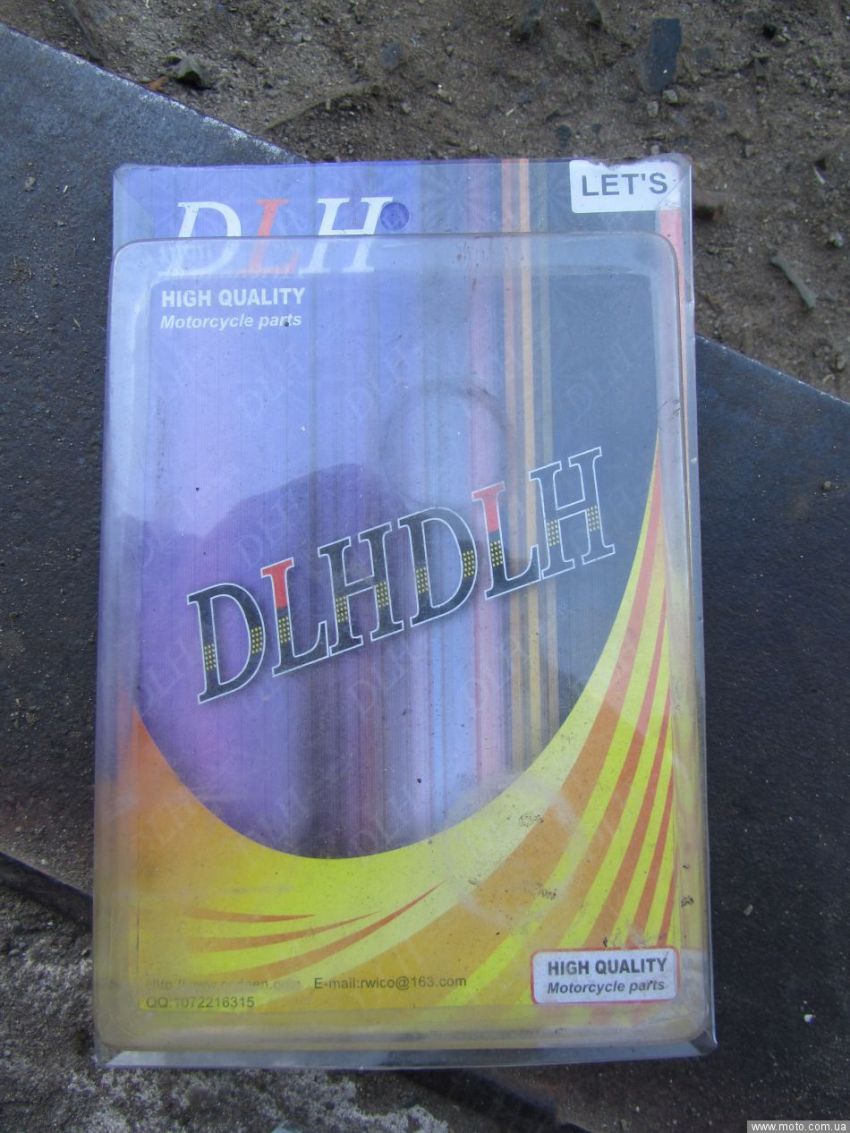 LET'S
DLH
HIGH QUALITY
Motorcycle parts
DLHDLH
HIGH QUALITY
Motorcycle parts
E-mail:rwico@163.com
QQ:1072216315
www.moto.com.ua